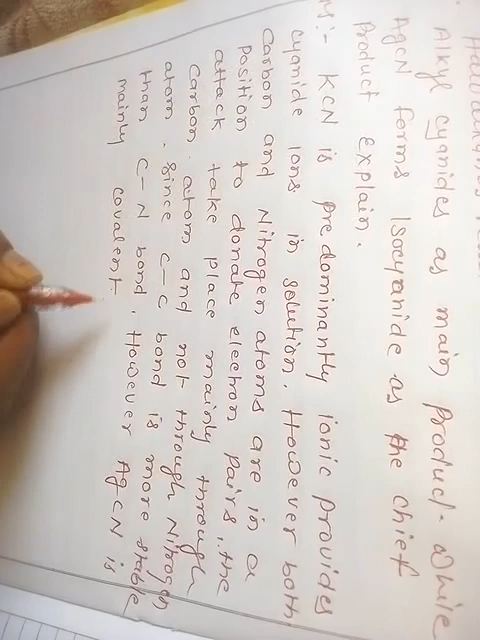 Alkyl cyanides as main product. while
AgCN forms Isocyanide as the chief
Product Explain.
KCN is predominantly ionic provides
cyanide Ions in solution. However both
carbon and Nitrogen atoms are in a
position to donate electron pairs, the
attack take place mainly through
carbon atom and not through Nitrogen
atom. since C-C bond is more stable
than C-N bond. However AgCN is
mainly covalent